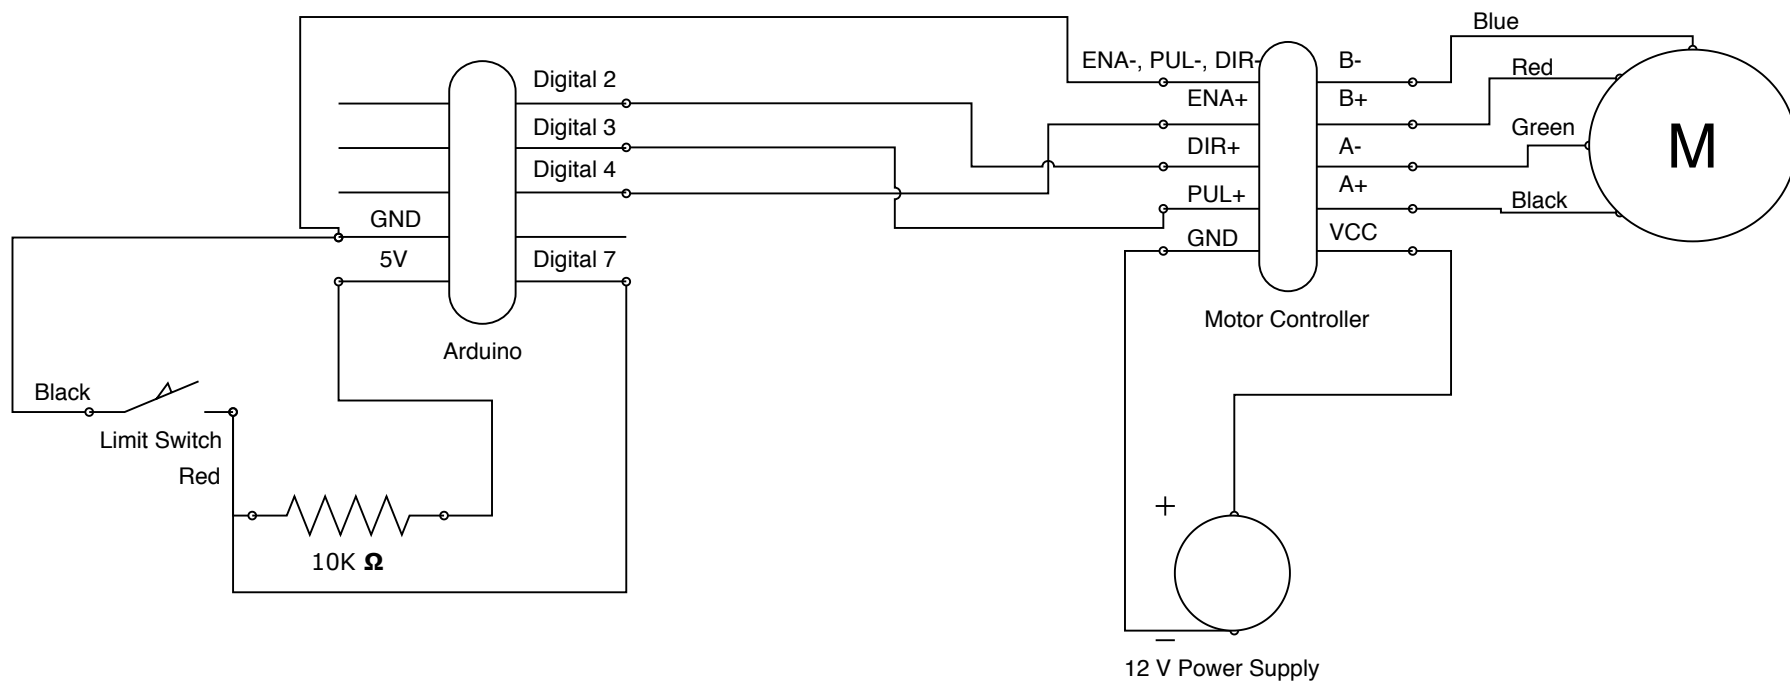 Blue
ENA-, PUL-, DIR-
B-
Red
Digital 2
ENA+
B+
Digital 3
Green
DIR+
A-
M
Digital 4
PUL+
A+
Black
GND
GND
VCC
5V
Digital 7
Motor Controller
Arduino
Black
Limit Switch
Red
+
10K Ω
–
12 V Power Supply